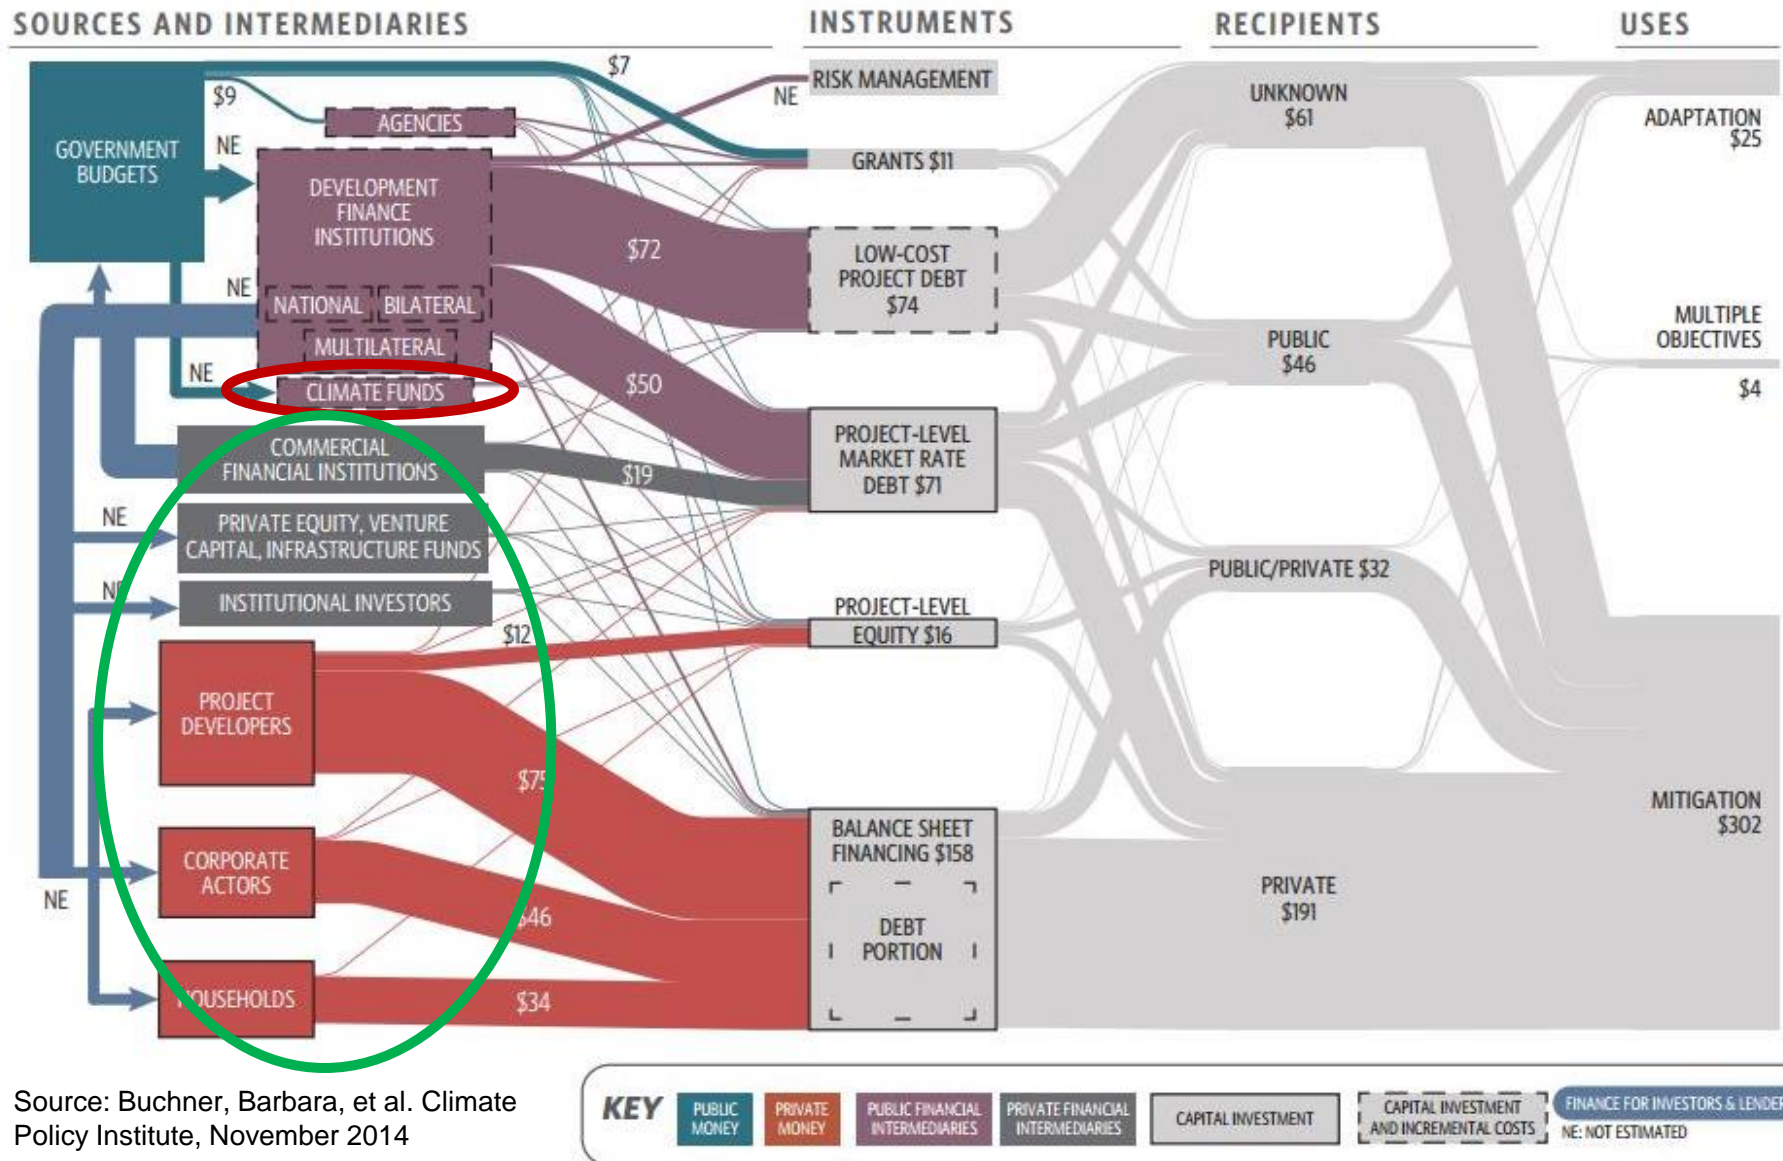 SOURCES AND INTERMEDIARIES
INSTRUMENTS
RECIPIENTS
USES
GOVERNMENT
BUDGETS
$9
NE
NE
NE
AGENCIES
DEVELOPMENT
FINANCE
INSTITUTIONS
NATIONAL
BILATERAL
MULTILATERAL
CLIMATE FUNDS
COMMERCIAL
FINANCIAL INSTITUTIONS
NE
PRIVATE EQUITY, VENTURE
CAPITAL, INFRASTRUCTURE FUNDS
NE
INSTITUTIONAL INVESTORS
PROJECT
DEVELOPERS
CORPORATE
ACTORS
NE
HOUSEHOLDS
$7
NE
$72
$50
$19
$12
$75
$46
$34
RISK MANAGEMENT
GRANTS $11
LOW-COST
PROJECT DEBT
$74
PROJECT-LEVEL
MARKET RATE
DEBT $71
PROJECT-LEVEL
EQUITY $16
BALANCE SHEET
FINANCING $158
DEBT
PORTION
UNKNOWN
$61
PUBLIC
$46
PUBLIC/PRIVATE $32
PRIVATE
$191
ADAPTATION
$25
MULTIPLE
OBJECTIVES
$4
MITIGATION
$302
Source: Buchner, Barbara, et al. Climate
Policy Institute, November 2014
KEY
PUBLIC
MONEY
PRIVATE
MONEY
PUBLIC FINANCIAL
INTERMEDIARIES
PRIVATE FINANCIAL
INTERMEDIARIES
CAPITAL INVESTMENT
CAPITAL INVESTMENT
AND INCREMENTAL COSTS
FINANCE FOR INVESTORS & LENDER
NE: NOT ESTIMATED